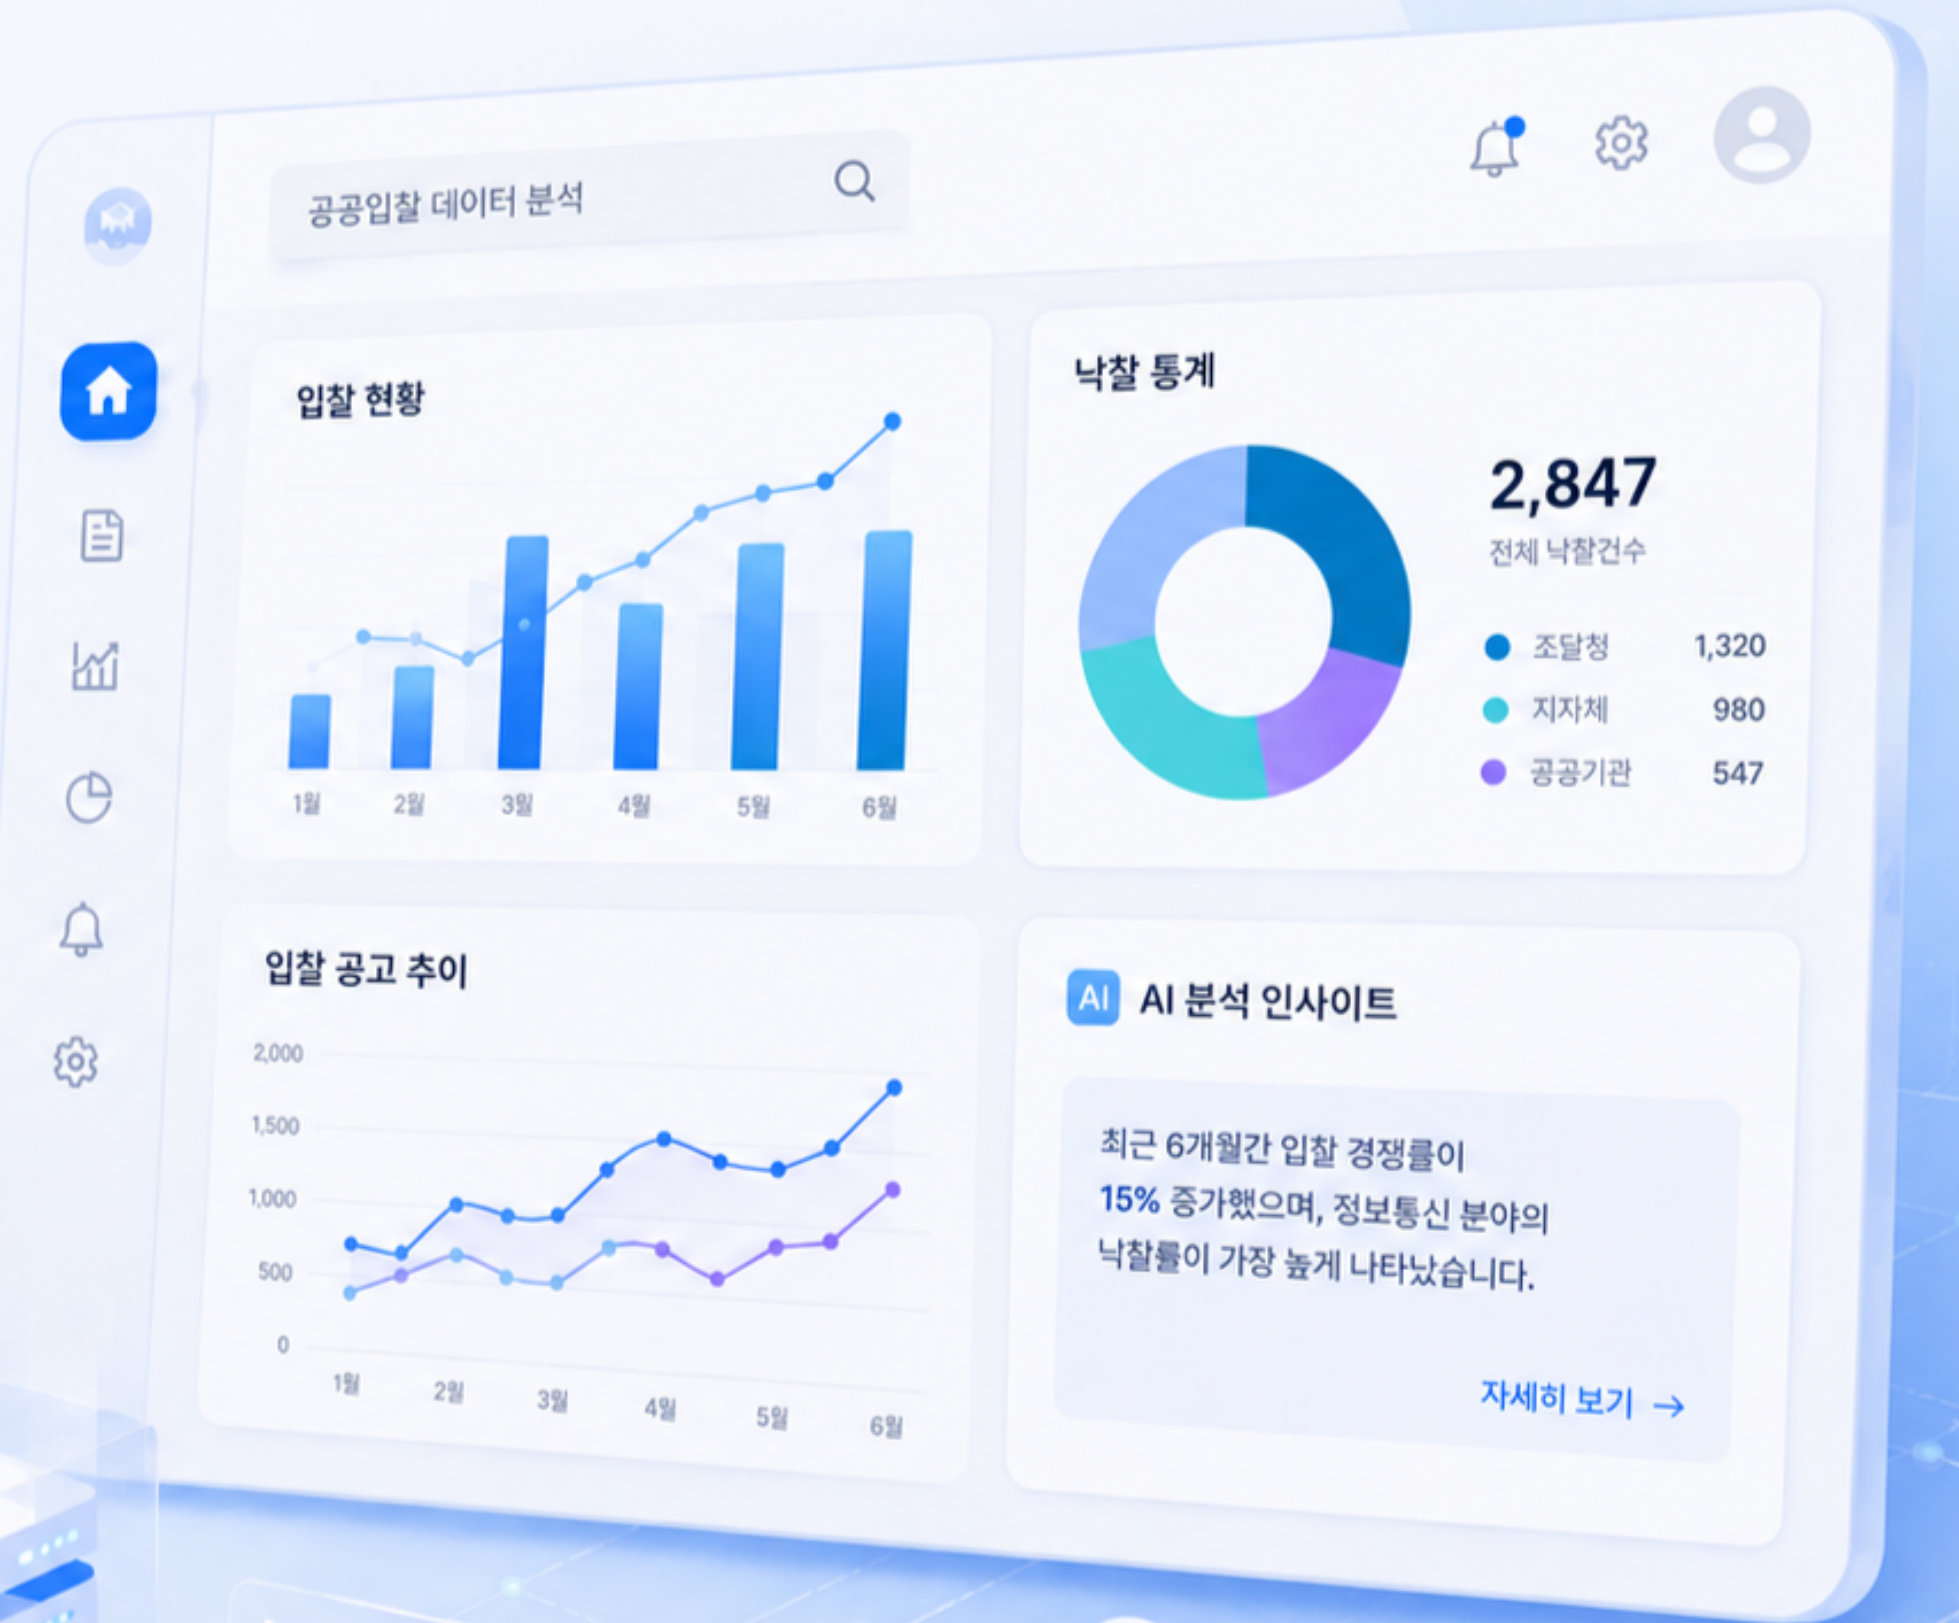 공공입찰 데이터 분석
입찰 현황
1월 2월 3월 4월 5월 6월
낙찰 통계
2,847
전체 낙찰건수
조달청 1,320
지자체 980
공공기관 547
입찰 공고 추이
2,000
1,500
1,000
500
0
1월 2월 3월 4월 5월 6월
AI AI 분석 인사이트
최근 6개월간 입찰 경쟁률이
15% 증가했으며, 정보통신 분야의
낙찰률이 가장 높게 나타났습니다.
자세히 보기 →